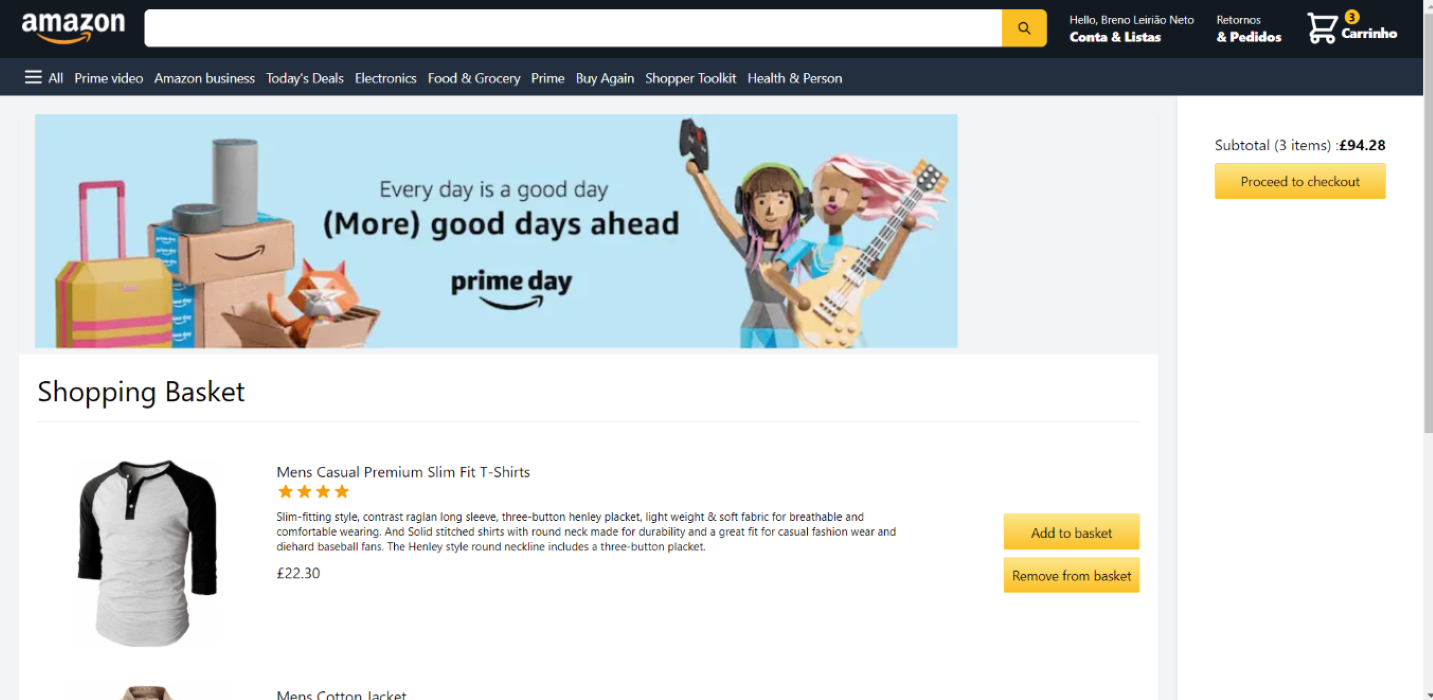 amazon
Hello, Breno Leirião Neto
Conta & Listas
Retornos
& Pedidos
3
Carrinho
All Prime video Amazon business Today's Deals Electronics Food & Grocery Prime Buy Again Shopper Toolkit Health & Person
Every day is a good day
(More) good days ahead
prime day
Subtotal (3 items) :£94.28
Proceed to checkout
Shopping Basket
Mens Casual Premium Slim Fit T-Shirts
Slim-fitting style, contrast raglan long sleeve, three-button henley placket, light weight & soft fabric for breathable and
comfortable wearing. And Solid stitched shirts with round neck made for durability and a great fit for casual fashion wear and
diehard baseball fans. The Henley style round neckline includes a three-button placket.
£22.30
Add to basket
Remove from basket
Mens Cotton Jacket